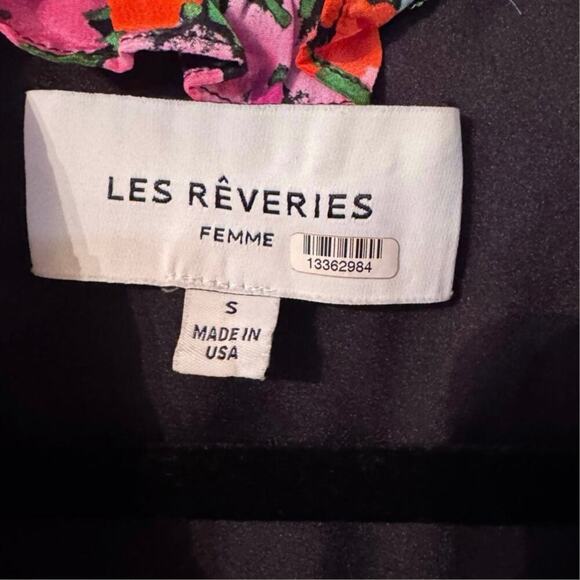 LES RÊVERIES
FEMME
13362984
S
MADE IN
USA